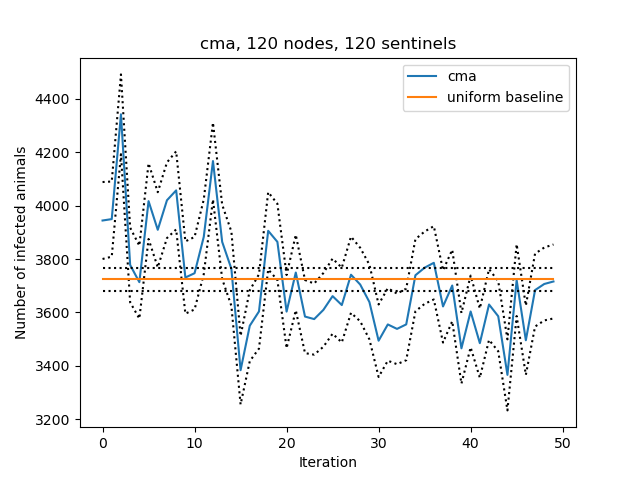 cma, 120 nodes, 120 sentinels
cma
uniform baseline
Number of infected animals
4400
4200
4000
3800
3600
3400
3200
0 10 20 30 40 50
Iteration